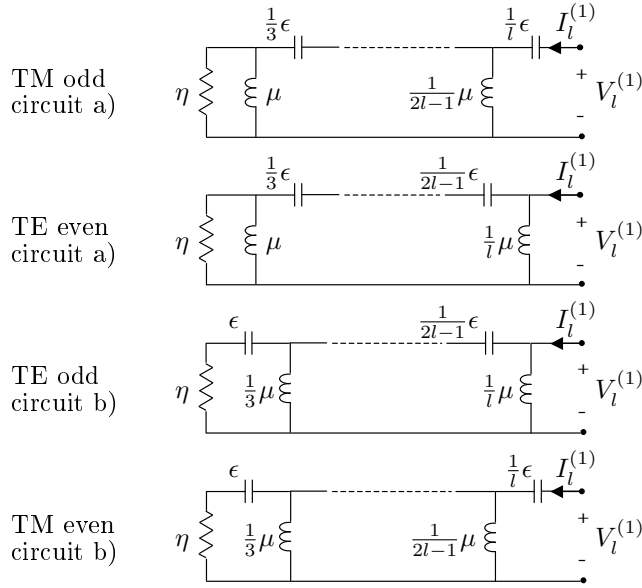 TM odd
circuit a)
η
μ
1/3 ϵ
1/(2l−1) μ
1/l ϵ
I_l^(1)
+
V_l^(1)
-
TE even
circuit a)
η
μ
1/3 ϵ
1/(2l−1) ϵ
1/l μ
I_l^(1)
+
V_l^(1)
-
TE odd
circuit b)
η
ϵ
1/3 μ
1/(2l−1) ϵ
1/l μ
I_l^(1)
+
V_l^(1)
-
TM even
circuit b)
η
ϵ
1/3 μ
1/(2l−1) μ
1/l ϵ
I_l^(1)
+
V_l^(1)
-